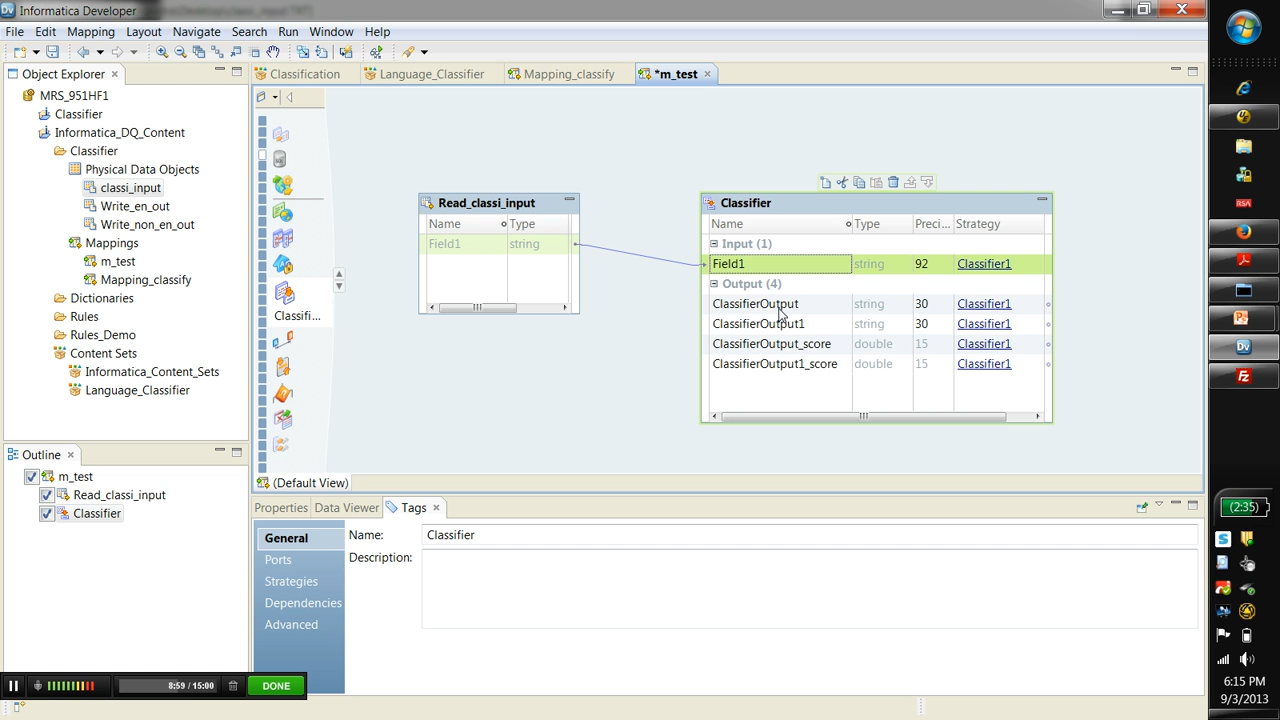 Informatica Developer
File Edit Mapping Layout Navigate Search Run Window Help
Object Explorer
MRS_951HF1
Classifier
Informatica_DQ_Content
Classifier
Physical Data Objects
classi_input
Write_en_out
Write_non_en_out
Mappings
m_test
Mapping_classify
Dictionaries
Rules
Rules_Demo
Content Sets
Informatica_Content_Sets
Language_Classifier
Outline
m_test
Read_classi_input
Classifier
Classification Language_Classifier Mapping_classify *m_test
Classifi...
Read_classi_input
Name Type
Field1 string
Classifier
Name Type Preci... Strategy
Input (1)
Field1 string 92 Classifier1
Output (4)
ClassifierOutput string 30 Classifier1
ClassifierOutput1 string 30 Classifier1
ClassifierOutput_score double 15 Classifier1
ClassifierOutput1_score double 15 Classifier1
(Default View)
Properties Data Viewer Tags
General
Ports
Strategies
Dependencies
Advanced
Name: Classifier
Description:
8:59 / 15:00 DONE
RSA
(2:35)
6:15 PM
9/3/2013